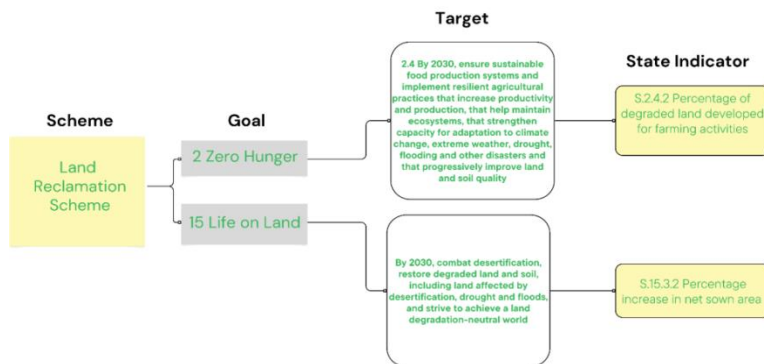 Target
State Indicator
Scheme
Goal
Land
Reclamation
Scheme
2 Zero Hunger
15 Life on Land
2.4 By 2030, ensure sustainable
food production systems and
implement resilient agricultural
practices that increase productivity
and production, that help maintain
ecosystems, that strengthen
capacity for adaptation to climate
change, extreme weather, drought,
flooding and other disasters and
that progressively improve land
and soil quality
S.2.4.2 Percentage of
degraded land developed
for farming activities
By 2030, combat desertification,
restore degraded land and soil,
including land affected by
desertification, drought and floods,
and strive to achieve a land
degradation-neutral world
S.15.3.2 Percentage
increase in net sown
area